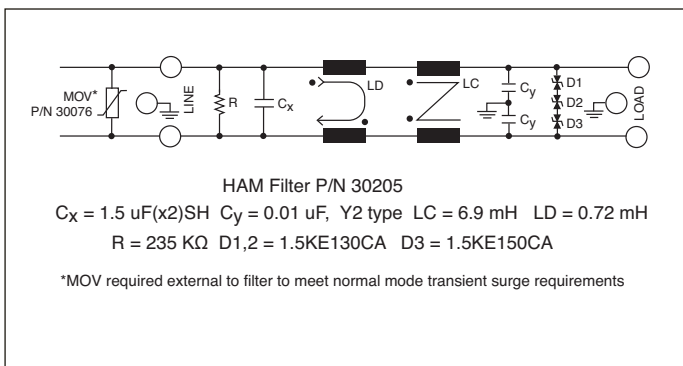 MOV*
P/N 30076
LINE
R
Cx
LD
LC
Cy
Cy
D1
D2
D3
LOAD
HAM Filter P/N 30205
CX = 1.5 uF(x2)SH Cy = 0.01 uF, Y2 type LC = 6.9 mH LD = 0.72 mH
R = 235 KΩ D1,2 = 1.5KE130CA D3 = 1.5KE150CA
*MOV required external to filter to meet normal mode transient surge requirements